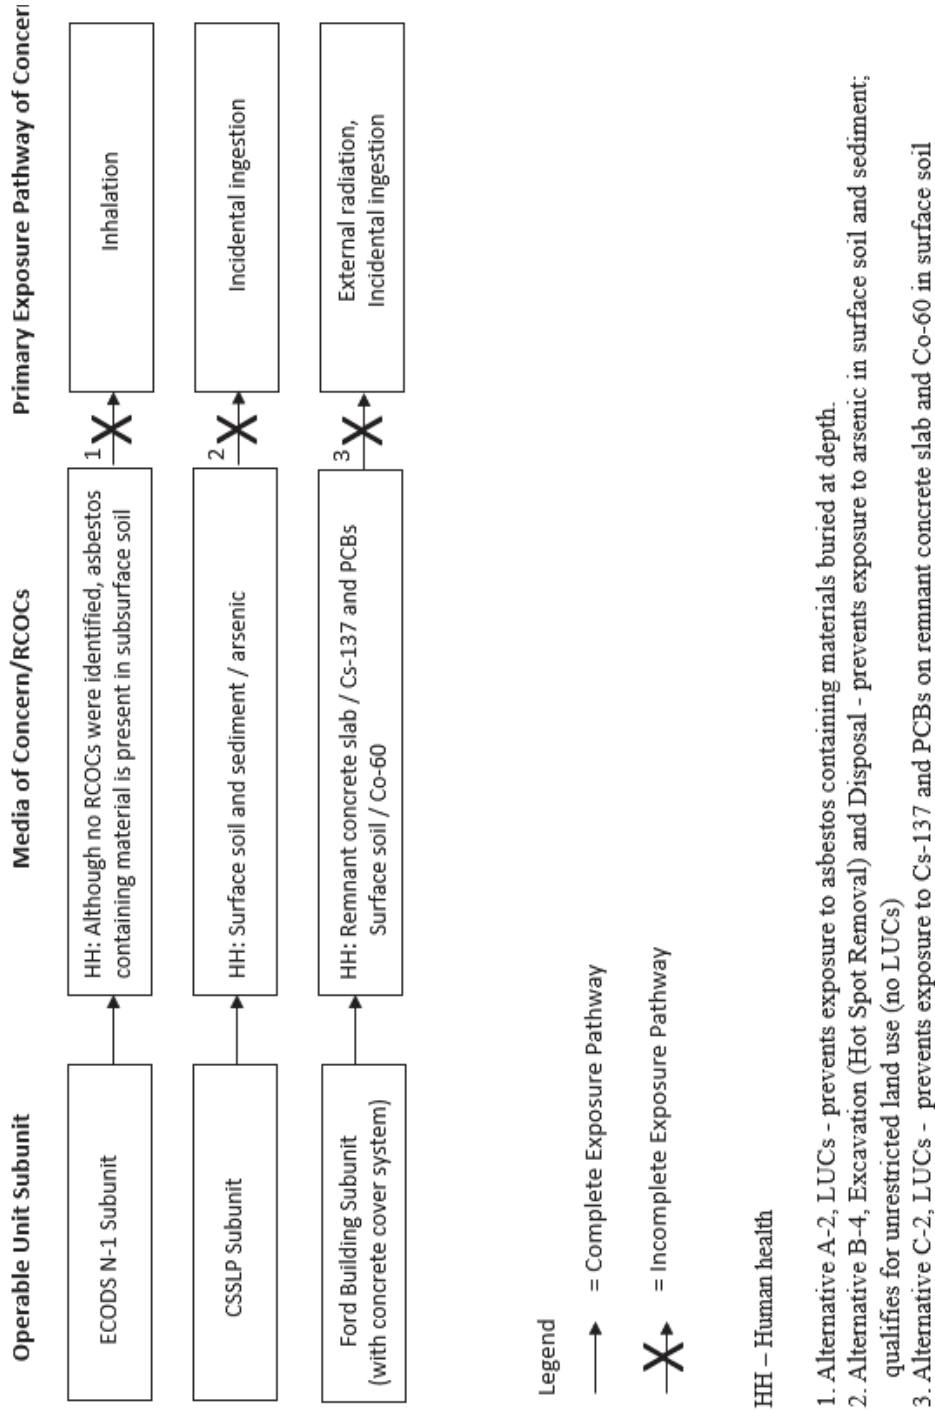 Operable Unit Subunit
Media of Concern/RCOCs
Primary Exposure Pathway of Concern
ECODS N-1 Subunit
HH: Although no RCOCs were identified, asbestos
containing material is present in subsurface soil
1
Inhalation
CSSLP Subunit
HH: Surface soil and sediment / arsenic
2
Incidental ingestion
Ford Building Subunit
(with concrete cover system)
HH: Remnant concrete slab / Cs-137 and PCBs
Surface soil / Co-60
3
External radiation,
Incidental ingestion
Legend
= Complete Exposure Pathway
= Incomplete Exposure Pathway
HH – Human health
1. Alternative A-2, LUCs - prevents exposure to asbestos containing materials buried at depth.
2. Alternative B-4, Excavation (Hot Spot Removal) and Disposal - prevents exposure to arsenic in surface soil and sediment;
qualifies for unrestricted land use (no LUCs)
3. Alternative C-2, LUCs - prevents exposure to Cs-137 and PCBs on remnant concrete slab and Co-60 in surface soil